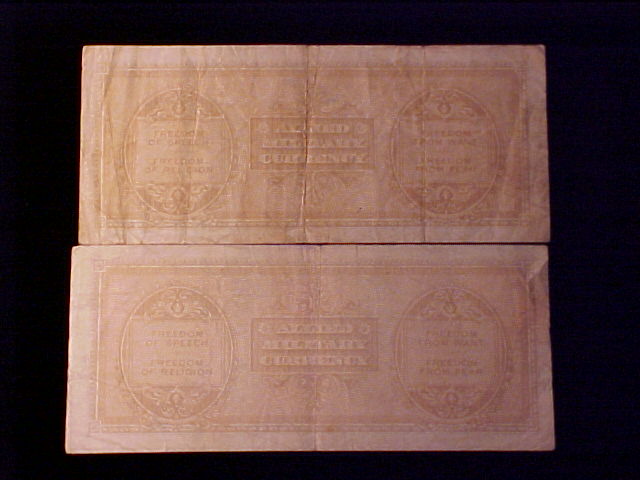 FREEDOM
OF SPEECH
FREEDOM
OF RELIGION
ALLIED
MILITARY
CURRENCY
FREEDOM
FROM WANT
FREEDOM
FROM FEAR
FREEDOM
OF SPEECH
FREEDOM
OF RELIGION
ALLIED
MILITARY
CURRENCY
FREEDOM
FROM WANT
FREEDOM
FROM FEAR